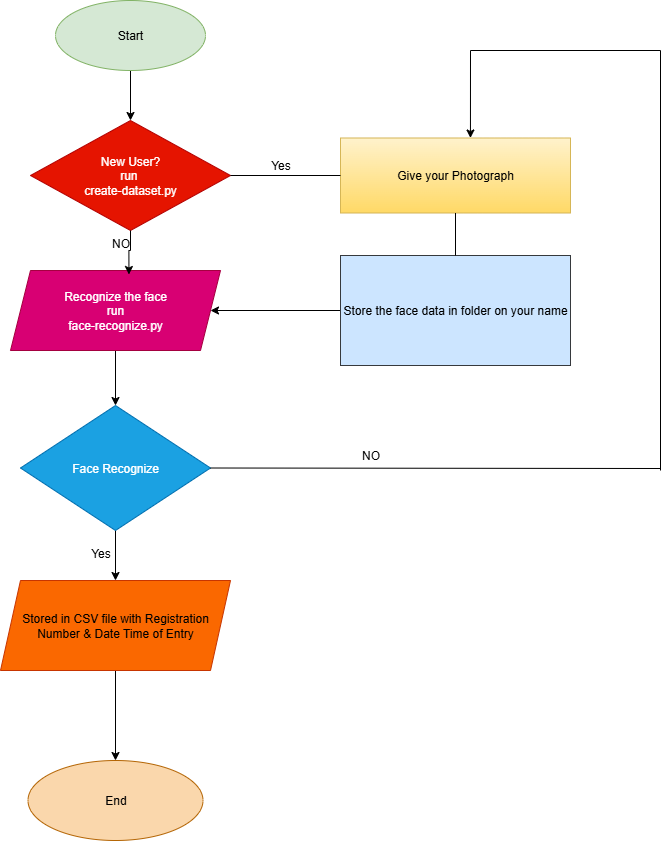 Start
New User?
run
create-dataset.py
Yes
Give your Photograph
NO
Recognize the face
run
face-recognize.py
Store the face data in folder on your name
Face Recognize
NO
Yes
Stored in CSV file with Registration
Number & Date Time of Entry
End